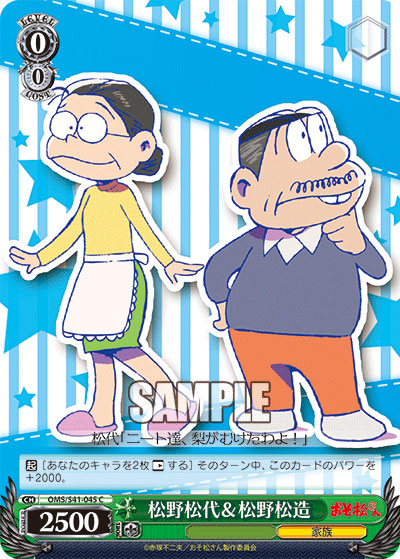 LEVEL
0
0
COST
SAMPLE
松代「ニート達、梨がむけたわよ！」
起［あなたのキャラを2枚 する］そのターン中、このカードのパワーを
+2000。
CH OMS/S41-045 C
2500
松野松代＆松野松造
おそ松さん
家族
©赤塚不二夫／おそ松さん製作委員会